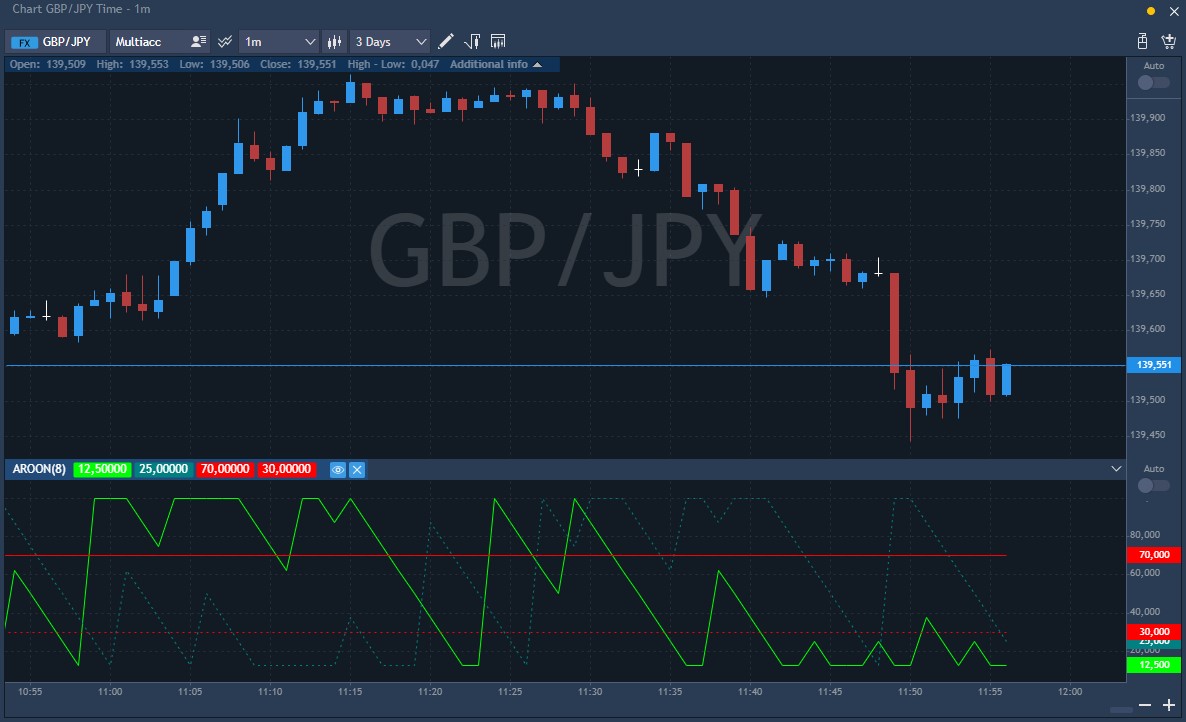 Chart GBP/JPY Time - 1m
FX GBP/JPY Multiacc 1m 3 Days
Open: 139,509 High: 139,553 Low: 139,506 Close: 139,551 High - Low: 0,047 Additional info
Auto
139,900
139,850
139,800
139,750
GBP/JPY
139,700
139,650
139,600
139,551
139,500
139,450
AROON(8) 12,50000 25,00000 70,00000 30,00000
Auto
80,000
70,000
60,000
40,000
30,000
25,000
20,000
12,500
10:55 11:00 11:05 11:10 11:15 11:20 11:25 11:30 11:35 11:40 11:45 11:50 11:55 12:00